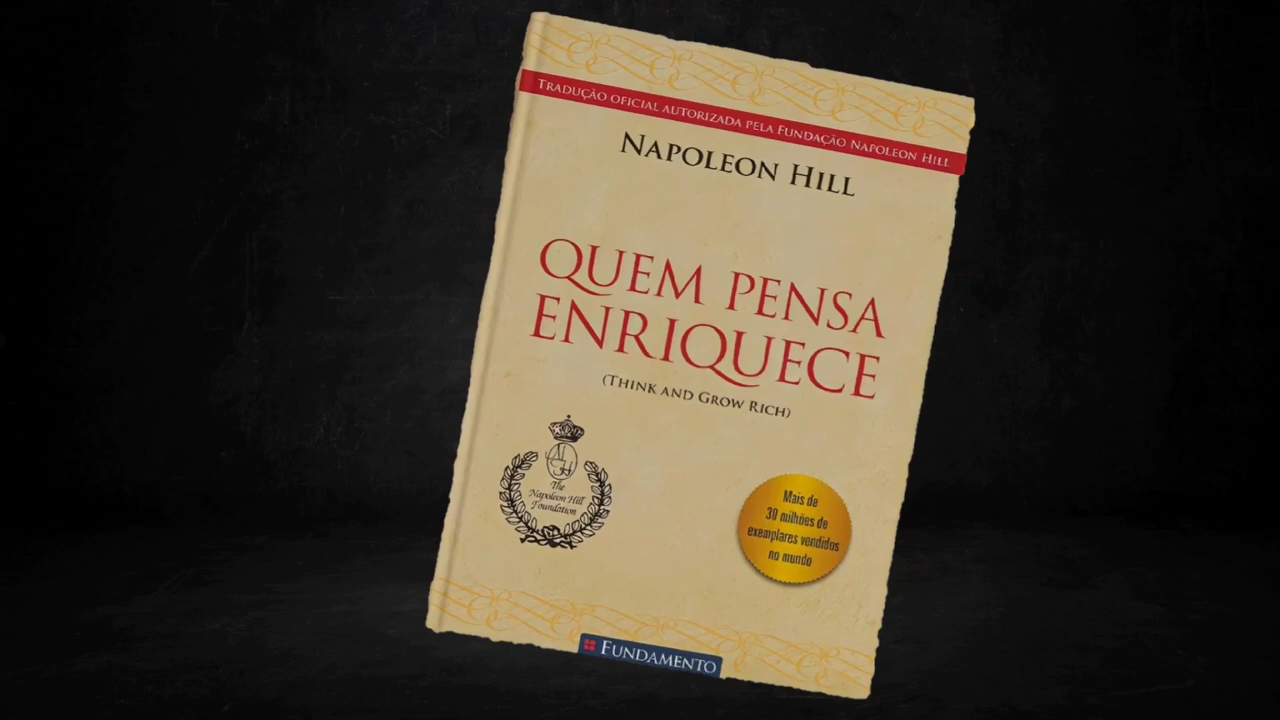 TRADUÇÃO OFICIAL AUTORIZADA PELA FUNDAÇÃO NAPOLEON HILL
NAPOLEON HILL
QUEM PENSA
ENRIQUECE
(THINK AND GROW RICH)
NH
The
Napoleon Hill
Foundation
Mais de
30 milhões de
exemplares vendidos
no mundo
FUNDAMENTO